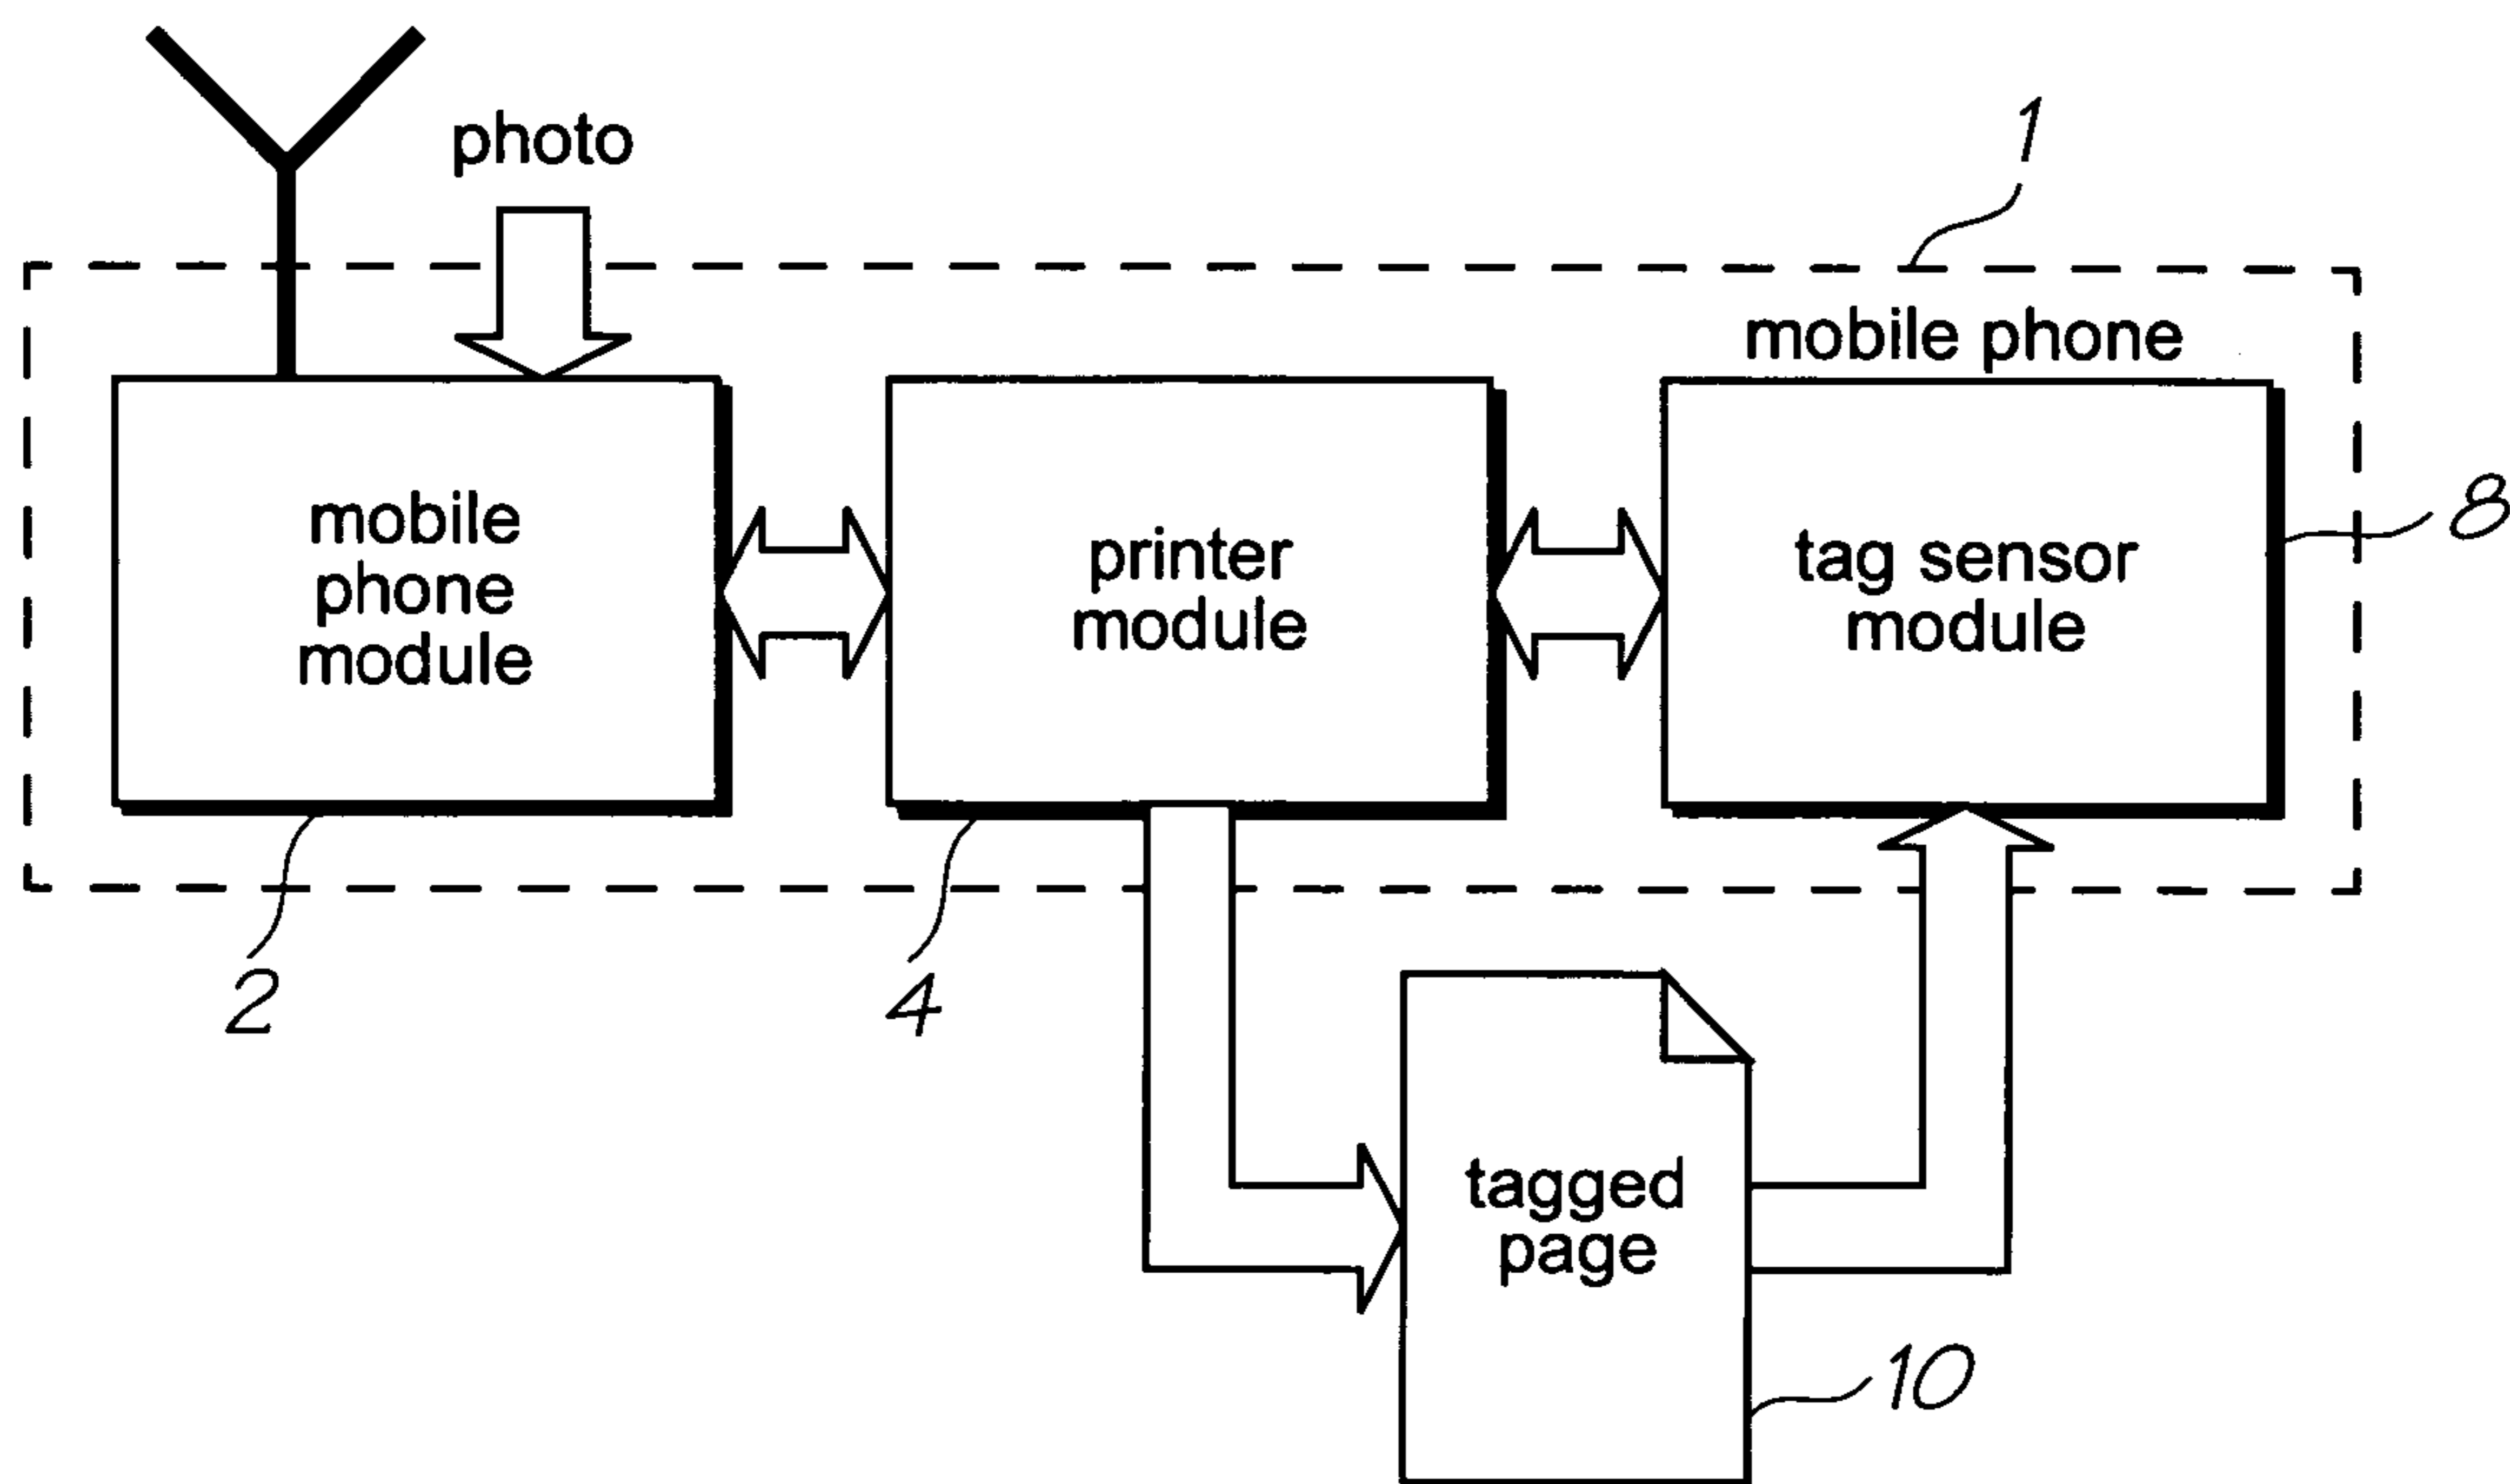 photo
1
mobile phone
mobile
phone
module
printer
module
tag sensor
module
8
2
4
tagged
page
10